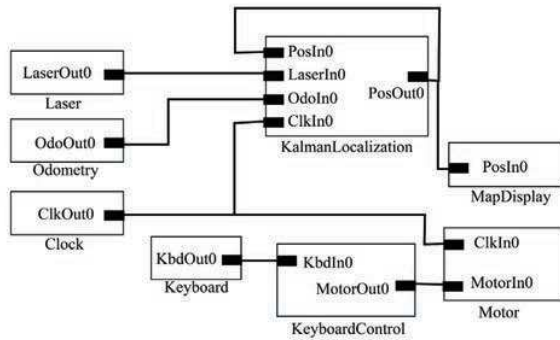 PosIn0
LaserIn0
OdoIn0
ClkIn0
PosOut0
KalmanLocalization
LaserOut0
Laser
OdoOut0
Odometry
ClkOut0
Clock
PosIn0
MapDisplay
KbdOut0
Keyboard
KbdIn0
MotorOut0
KeyboardControl
ClkIn0
MotorIn0
Motor